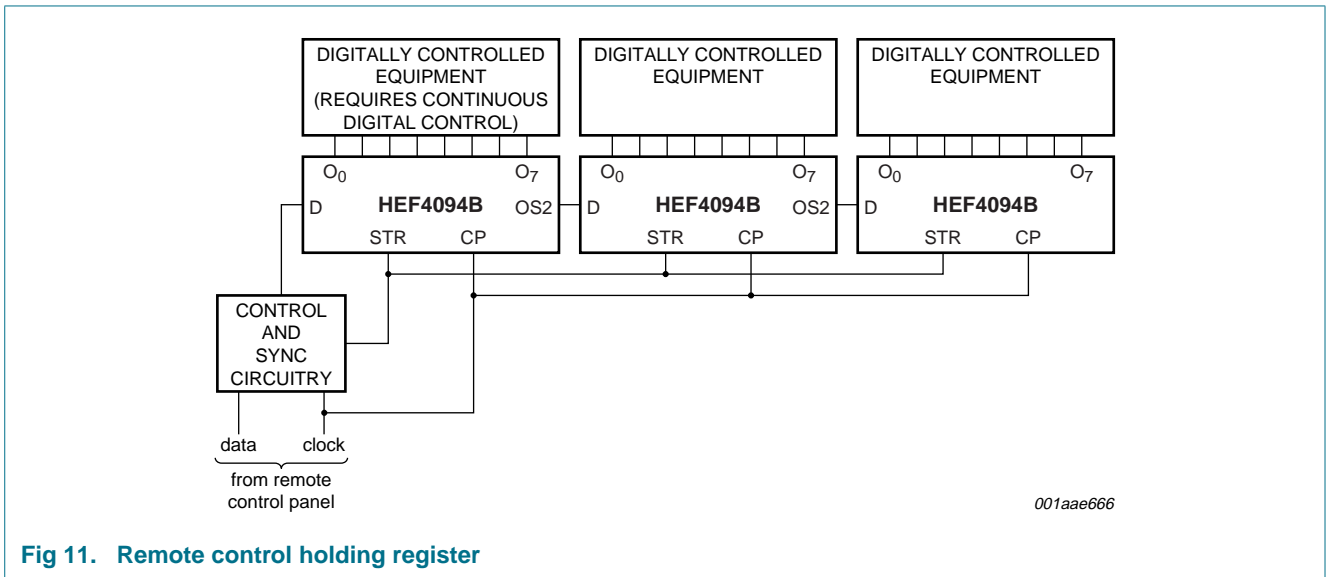 DIGITALLY CONTROLLED
EQUIPMENT
(REQUIRES CONTINUOUS
DIGITAL CONTROL)
DIGITALLY CONTROLLED
EQUIPMENT
DIGITALLY CONTROLLED
EQUIPMENT
O0 O7
D HEF4094B OS2
STR CP
O0 O7
D HEF4094B OS2
STR CP
O0 O7
D HEF4094B
STR CP
CONTROL
AND
SYNC
CIRCUITRY
data clock
from remote
control panel
001aae666
Fig 11. Remote control holding register